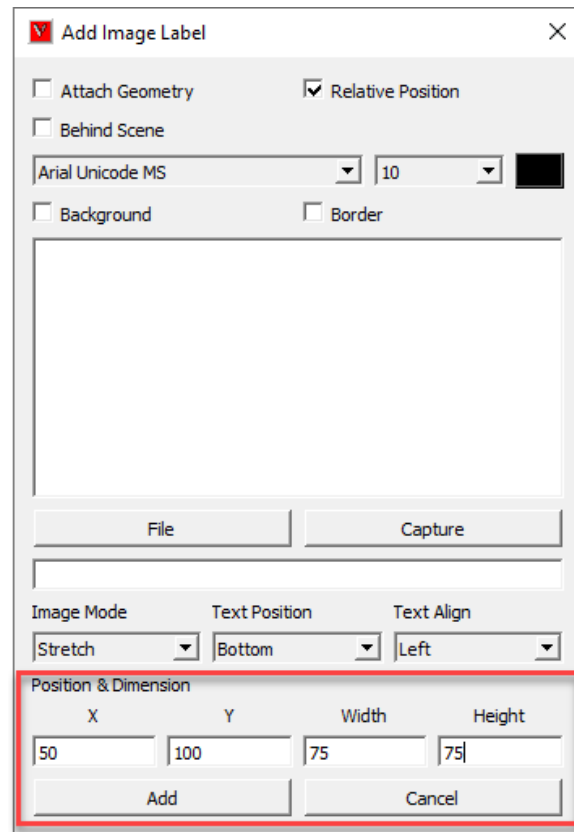 Add Image Label
Attach Geometry Relative Position
Behind Scene
Arial Unicode MS 10
Background Border
File Capture
Image Mode Text Position Text Align
Stretch Bottom Left
Position & Dimension
X Y Width Height
50 100 75 75
Add Cancel